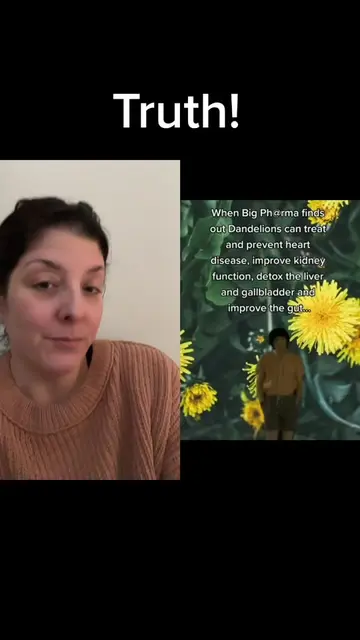 Truth!
When Big Ph@rma finds
out Dandelions can treat
and prevent heart
disease, improve kidney
function, detox the liver
and gallbladder and
improve the gut...